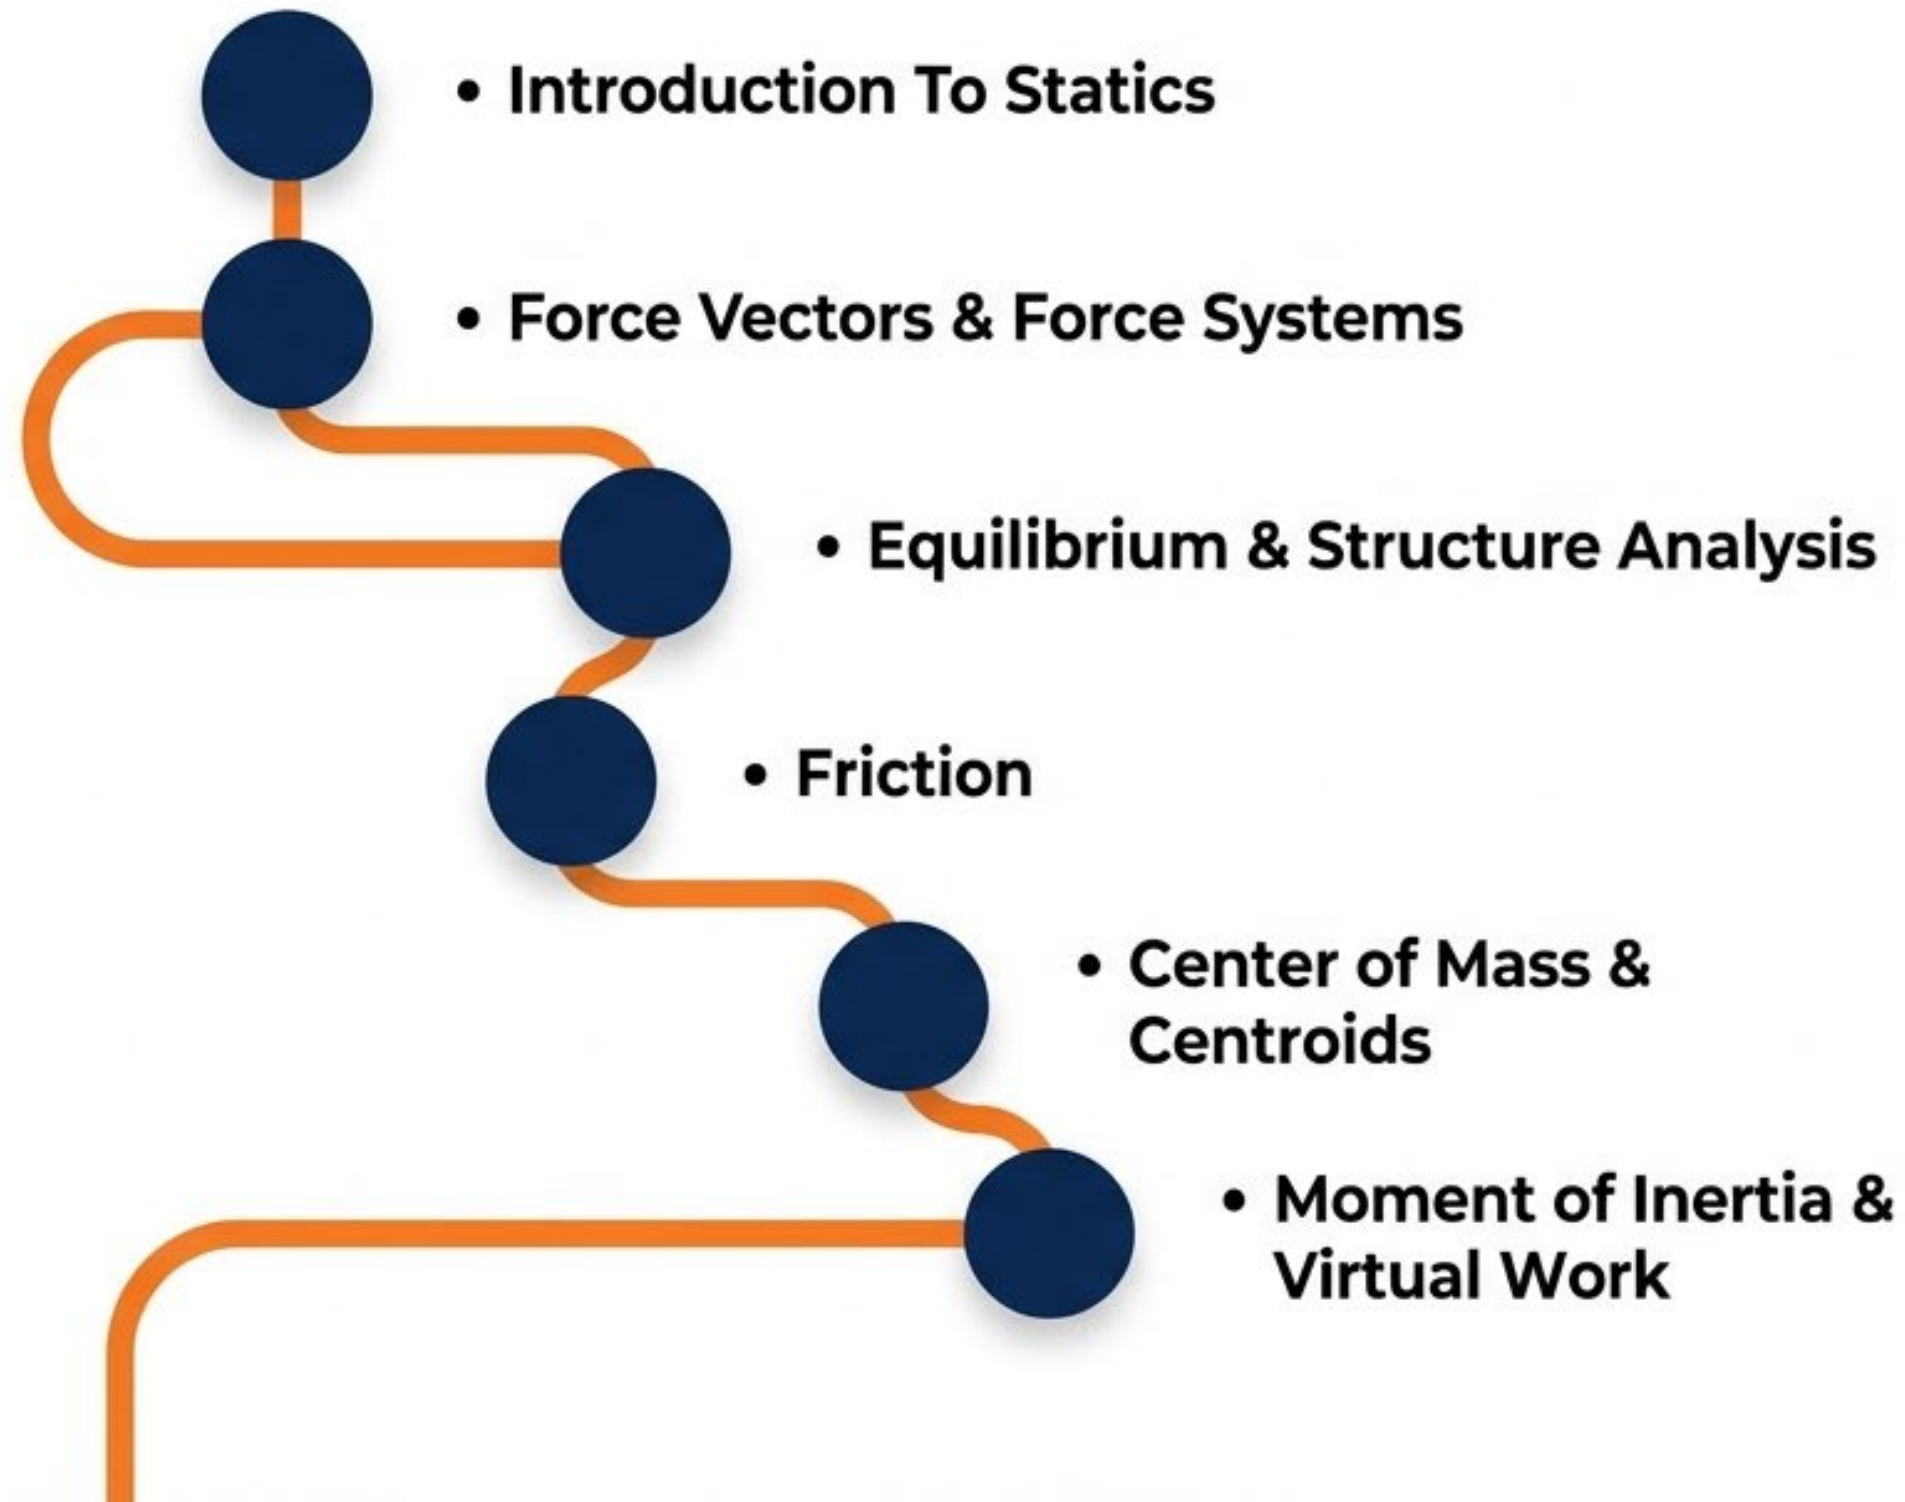 • Introduction To Statics
• Force Vectors & Force Systems
• Equilibrium & Structure Analysis
• Friction
• Center of Mass &
Centroids
• Moment of Inertia &
Virtual Work